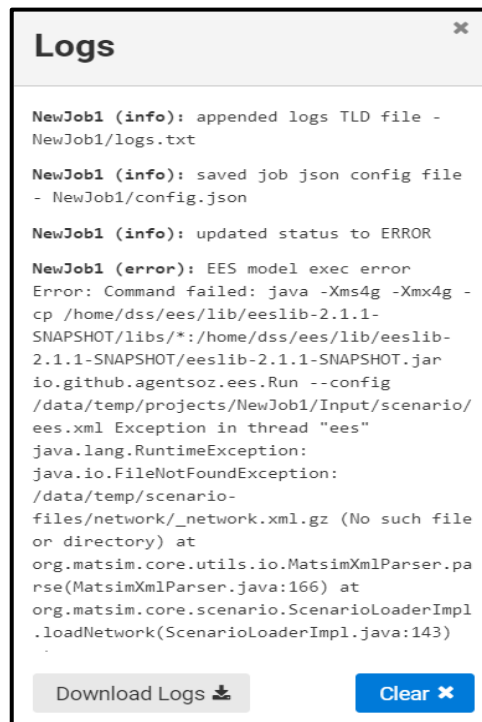 Logs
NewJob1 (info): appended logs TLD file -
NewJob1/logs.txt
NewJob1 (info): saved job json config file
- NewJob1/config.json
NewJob1 (info): updated status to ERROR
NewJob1 (error): EES model exec error
Error: Command failed: java -Xms4g -Xmx4g -
cp /home/dss/ees/lib/eeslib-2.1.1-
SNAPSHOT/libs/*:/home/dss/ees/lib/eeslib-
2.1.1-SNAPSHOT/eeslib-2.1.1-SNAPSHOT.jar
io.github.agentsoz.ees.Run --config
/data/temp/projects/NewJob1/Input/scenario/
ees.xml Exception in thread "ees"
java.lang.RuntimeException:
java.io.FileNotFoundException:
/data/temp/scenario-
files/network/_network.xml.gz (No such file
or directory) at
org.matsim.core.utils.io.MatsimXmlParser.pa
rse(MatsimXmlParser.java:166) at
org.matsim.core.scenario.ScenarioLoaderImpl
.loadNetwork(ScenarioLoaderImpl.java:143)
Download Logs
Clear